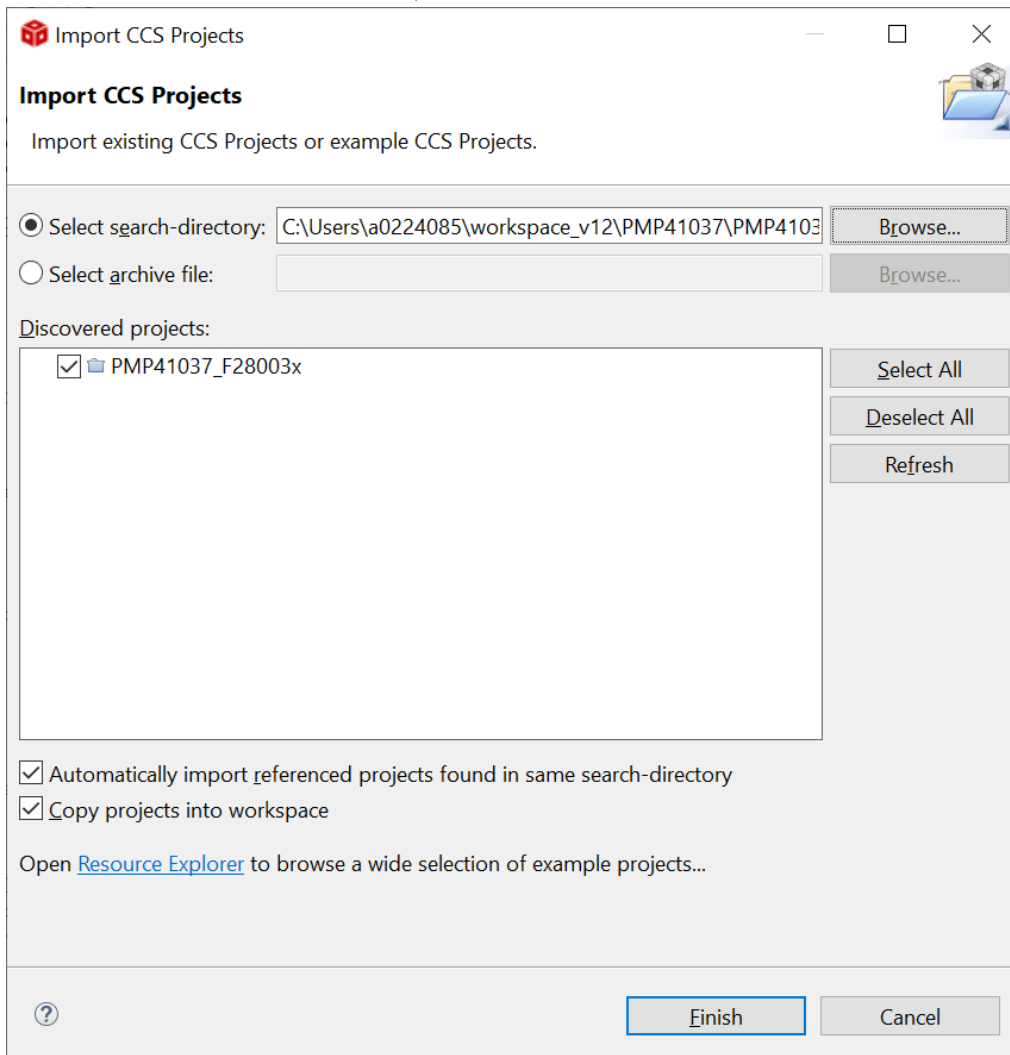 Import CCS Projects
Import CCS Projects
Import existing CCS Projects or example CCS Projects.
Select search-directory: C:\Users\a0224085\workspace_v12\PMP41037\PMP4103 Browse...
Select archive file: Browse...
Discovered projects:
PMP41037_F28003x
Select All
Deselect All
Refresh
Automatically import referenced projects found in same search-directory
Copy projects into workspace
Open Resource Explorer to browse a wide selection of example projects...
? Finish Cancel